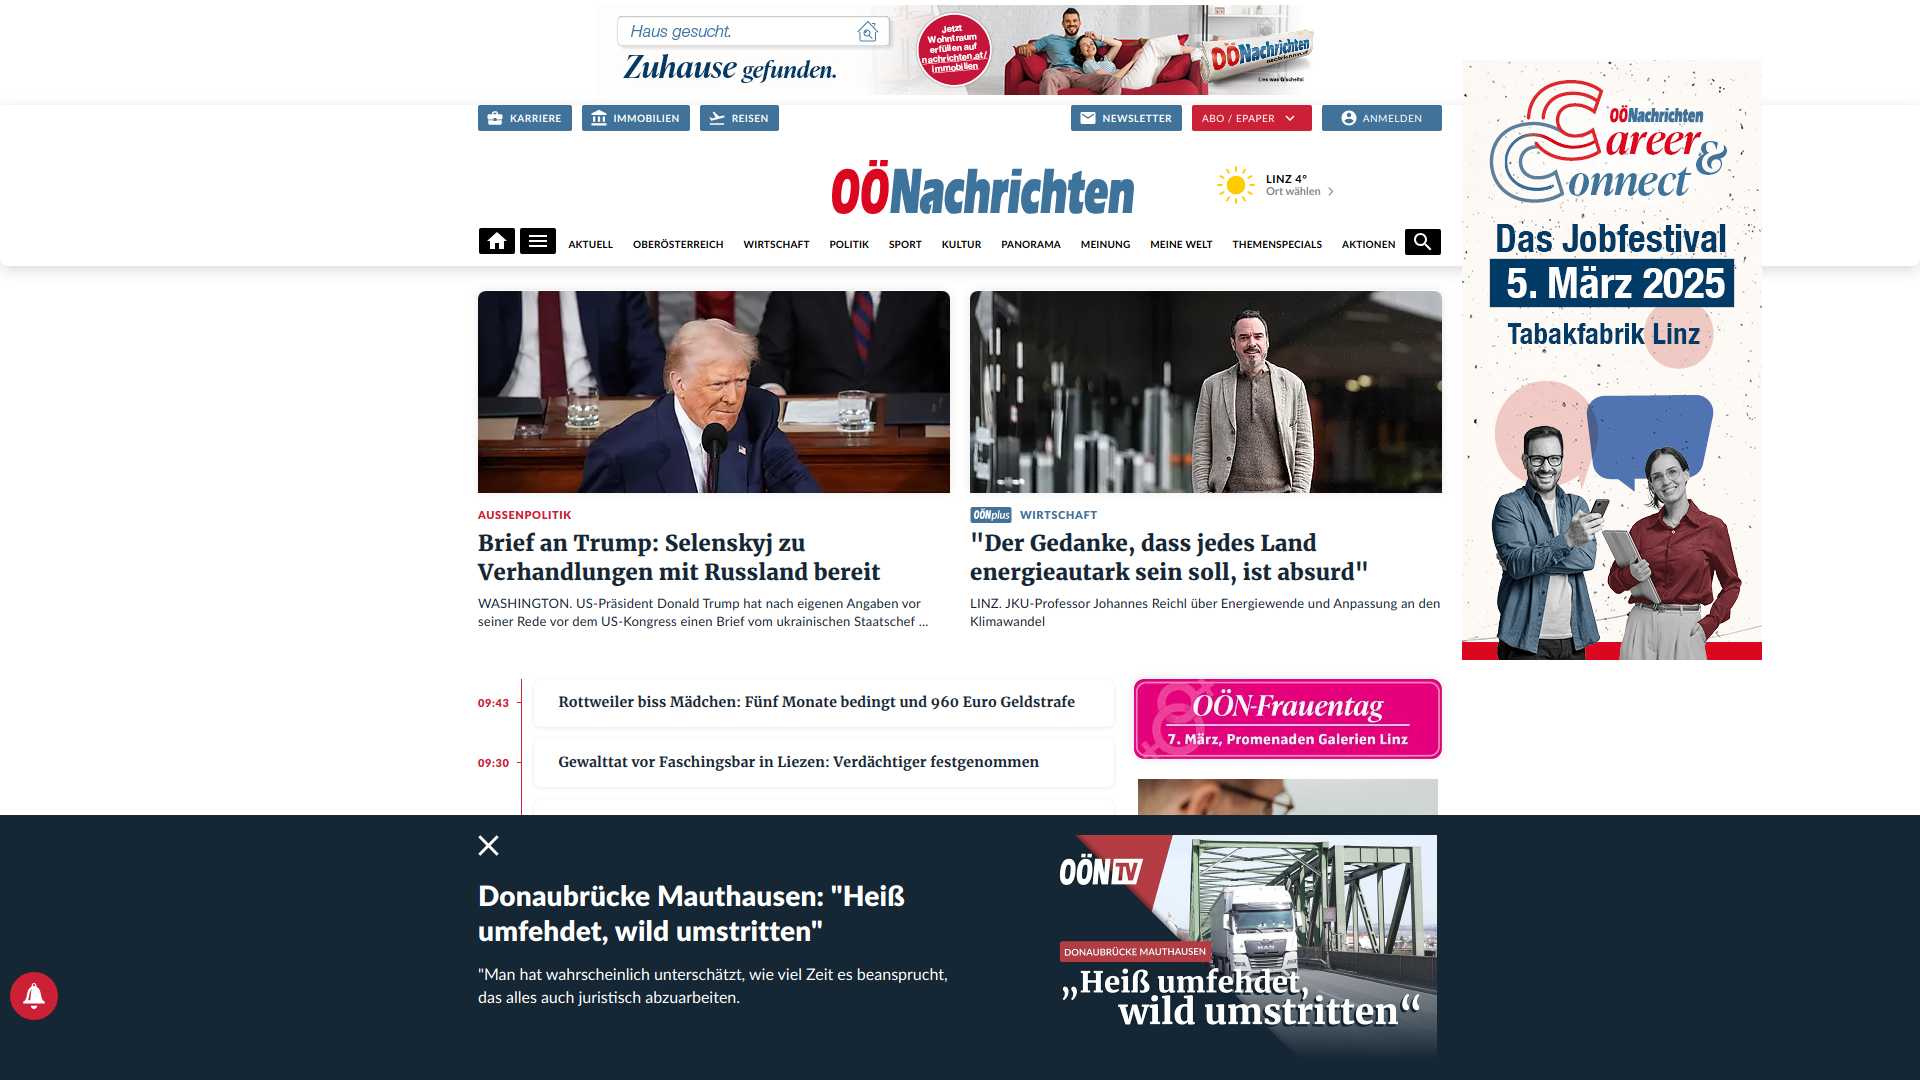 Haus gesucht.
Zuhause gefunden.
Jetzt
Wohntraum
erfüllen auf
nachrichten.at/
immobilien
OÖNachrichten
Lies was G'scheits!
KARRIERE
IMMOBILIEN
REISEN
NEWSLETTER
ABO / EPAPER
ANMELDEN
OÖNachrichten
LINZ 4°
Ort wählen
AKTUELL
OBERÖSTERREICH
WIRTSCHAFT
POLITIK
SPORT
KULTUR
PANORAMA
MEINUNG
MEINE WELT
THEMENSPECIALS
AKTIONEN
OÖNachrichten
Career &
Connect
Das Jobfestival
5. März 2025
Tabakfabrik Linz
AUSSENPOLITIK
Brief an Trump: Selenskyj zu
Verhandlungen mit Russland bereit
WASHINGTON. US-Präsident Donald Trump hat nach eigenen Angaben vor
seiner Rede vor dem US-Kongress einen Brief vom ukrainischen Staatschef ...
OÖNplus WIRTSCHAFT
"Der Gedanke, dass jedes Land
energieautark sein soll, ist absurd"
LINZ. JKU-Professor Johannes Reichl über Energiewende und Anpassung an den
Klimawandel
09:43
Rottweiler biss Mädchen: Fünf Monate bedingt und 960 Euro Geldstrafe
09:30
Gewalttat vor Faschingsbar in Liezen: Verdächtiger festgenommen
OÖN-Frauentag
7. März, Promenaden Galerien Linz
Donaubrücke Mauthausen: "Heiß
umfehdet, wild umstritten"
"Man hat wahrscheinlich unterschätzt, wie viel Zeit es beansprucht,
das alles auch juristisch abzuarbeiten.
OÖN TV
MAN
DONAUBRÜCKE MAUTHAUSEN
„Heiß umfehdet,
wild umstritten“